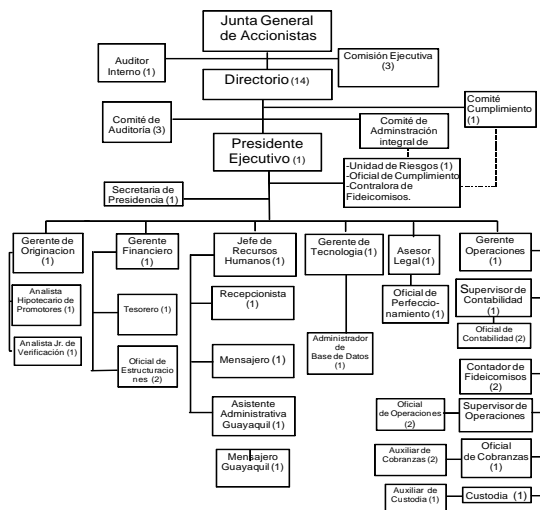 Junta General
de Accionistas
Auditor
Interno (1)
Comisión Ejecutiva
(3)
Directorio (14)
Comité
Cumplimiento
(1)
Comité de
Auditoría (3)
Comité de
Adminstración
integral de
Presidente
Ejecutivo (1)
-Unidad de Riesgos (1)
-Oficial de Cumplimiento
-Contralora de
Fideicomisos.
Secretaria de
Presidencia (1)
Gerente de
Originacion (1)
Gerente
Financiero
(1)
Jefe de
Recursos
Humanos (1)
Gerente de
Tecnologia (1)
Asesor
Legal (1)
Gerente
Operaciones
(1)
Analista
Hipotecario de
Promotores (1)
Tesorero (1)
Recepcionista
(1)
Oficial de
Perfeccio-
namiento (1)
Supervisor de
Contabilidad
(1)
Oficial de
Contabilidad (2)
Analista Jr. de
Verificación (1)
Oficial de
Estructuracio
nes (2)
Mensajero (1)
Administrador
de
Base de Datos
(1)
Contador de
Fideicomisos
(2)
Asistente
Administrativa
Guayaquil (1)
Oficial
de Operaciones
(2)
Supervisor de
Operaciones
Mensajero
Guayaquil (1)
Auxiliar de
Cobranzas (2)
Oficial
de Cobranzas
(1)
Auxiliar de
Custodia (1)
Custodia (1)